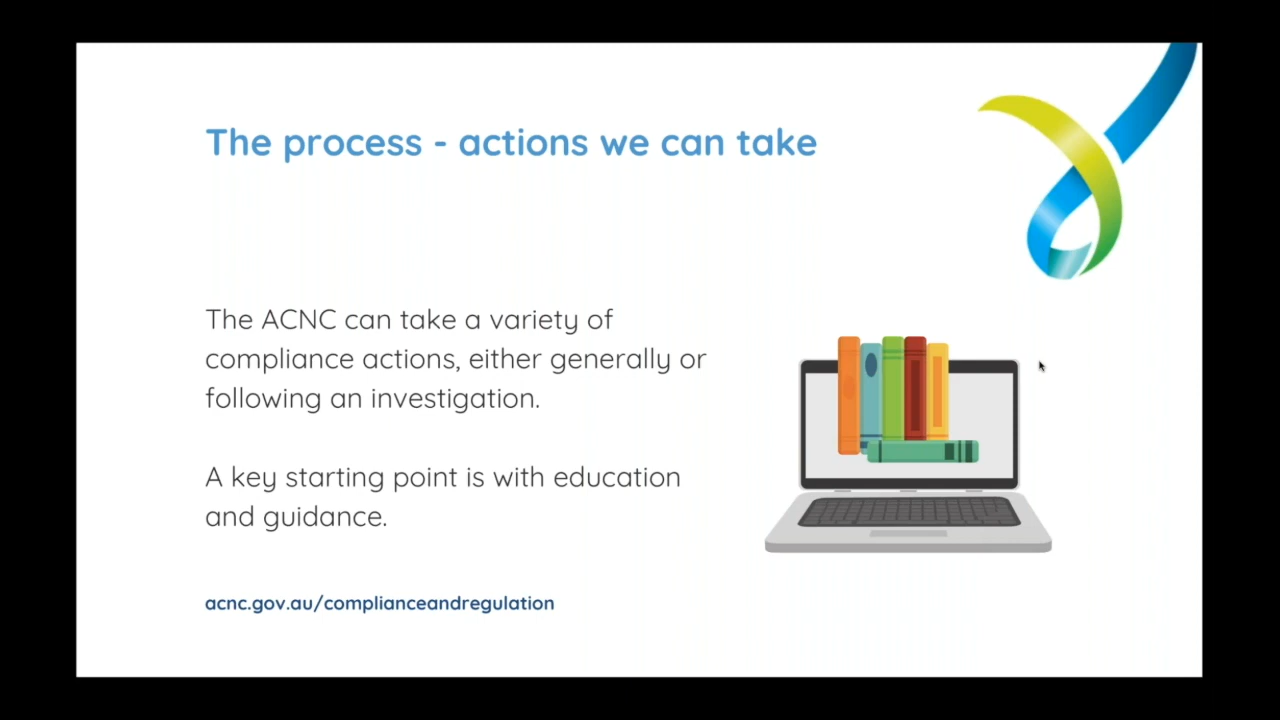 The process - actions we can take
The ACNC can take a variety of
compliance actions, either generally or
following an investigation.
A key starting point is with education
and guidance.
acnc.gov.au/complianceandregulation